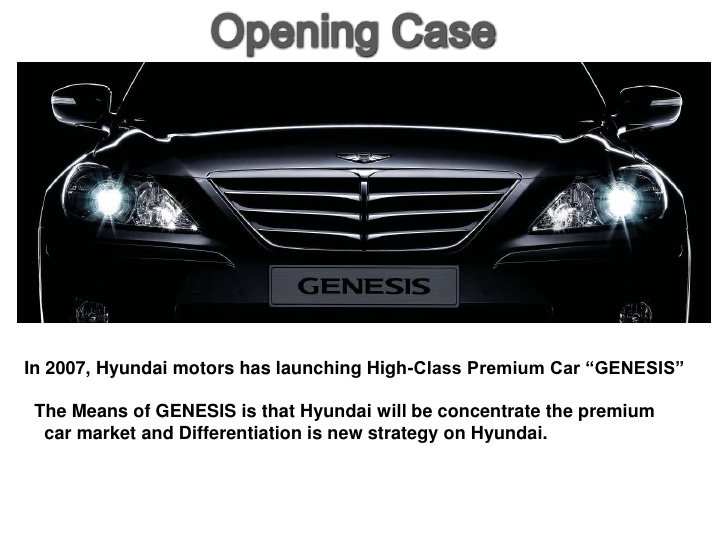 Opening Case
GENESIS
In 2007, Hyundai motors has launching High-Class Premium Car “GENESIS”
The Means of GENESIS is that Hyundai will be concentrate the premium
car market and Differentiation is new strategy on Hyundai.